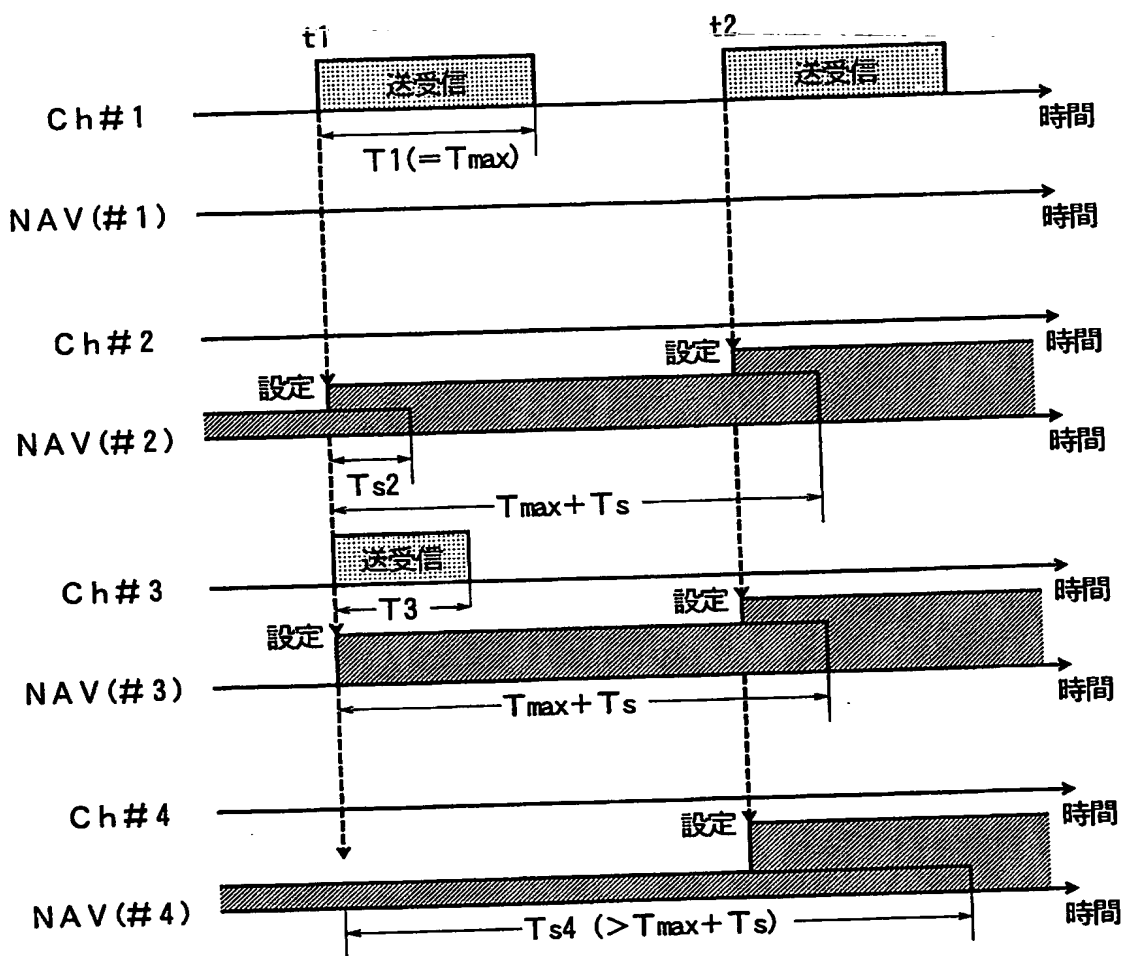 t1
t2
送受信
送受信
Ch#1
時間
T1(=Tmax)
NAV(#1)
時間
Ch#2
時間
設定
設定
NAV(#2)
時間
Ts2
Tmax+Ts
送受信
Ch#3
時間
T3
設定
設定
NAV(#3)
時間
Tmax+Ts
Ch#4
時間
設定
NAV(#4)
時間
Ts4 (>Tmax+Ts)